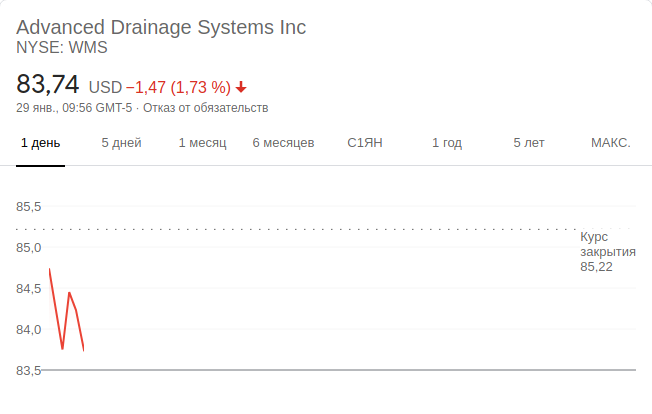 Advanced Drainage Systems Inc
NYSE: WMS
83,74 USD −1,47 (1,73 %)
29 янв., 09:56 GMT-5 · Отказ от обязательств
1 день 5 дней 1 месяц 6 месяцев С1ЯН 1 год 5 лет МАКС.
85,5
85,0
84,5
84,0
83,5
Курс
закрытия
85,22